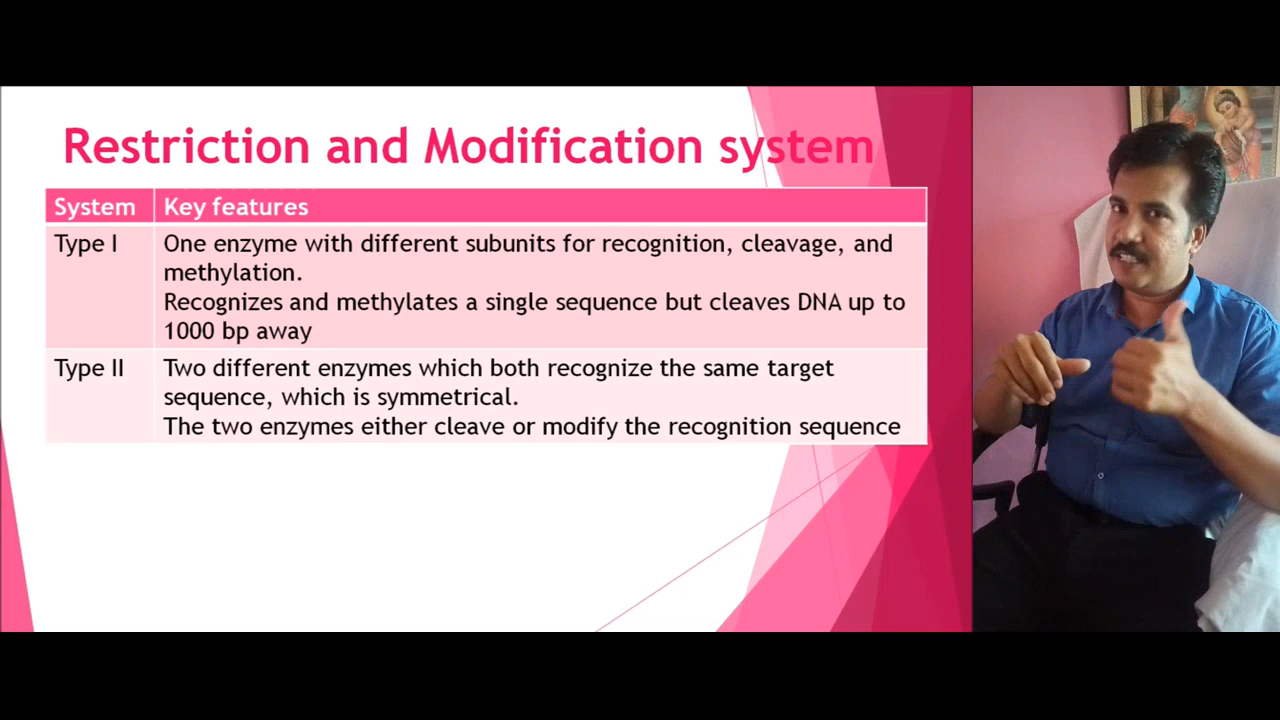 Restriction and Modification system
System Key features
Type I One enzyme with different subunits for recognition, cleavage, and
methylation.
Recognizes and methylates a single sequence but cleaves DNA up to
1000 bp away
Type II Two different enzymes which both recognize the same target
sequence, which is symmetrical.
The two enzymes either cleave or modify the recognition sequence